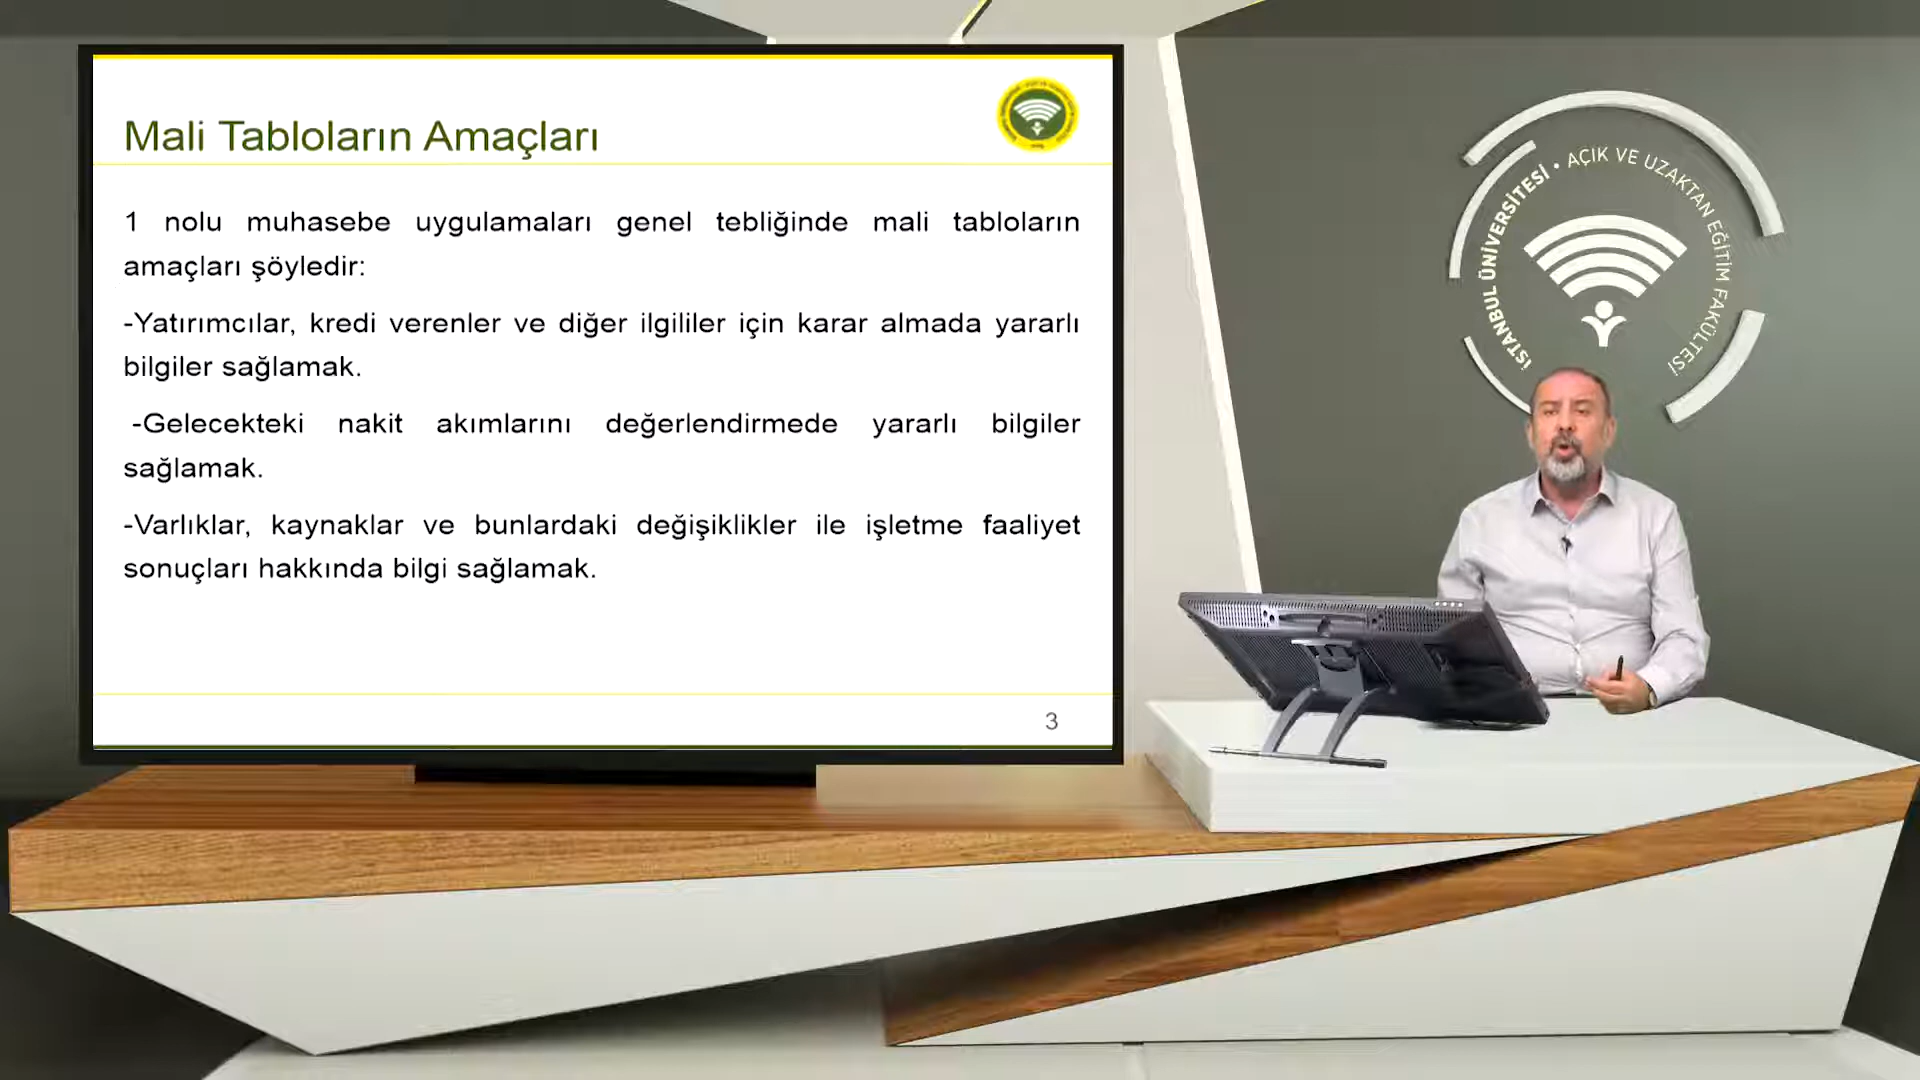 Mali Tabloların Amaçları
1 nolu muhasebe uygulamaları genel tebliğinde mali tabloların
amaçları şöyledir:
-Yatırımcılar, kredi verenler ve diğer ilgililer için karar almada yararlı
bilgiler sağlamak.
-Gelecekteki nakit akımlarını değerlendirmede yararlı bilgiler
sağlamak.
-Varlıklar, kaynaklar ve bunlardaki değişiklikler ile işletme faaliyet
sonuçları hakkında bilgi sağlamak.
3
İSTANBUL ÜNİVERSİTESİ • AÇIK VE UZAKTAN EĞİTİM FAKÜLTESİ